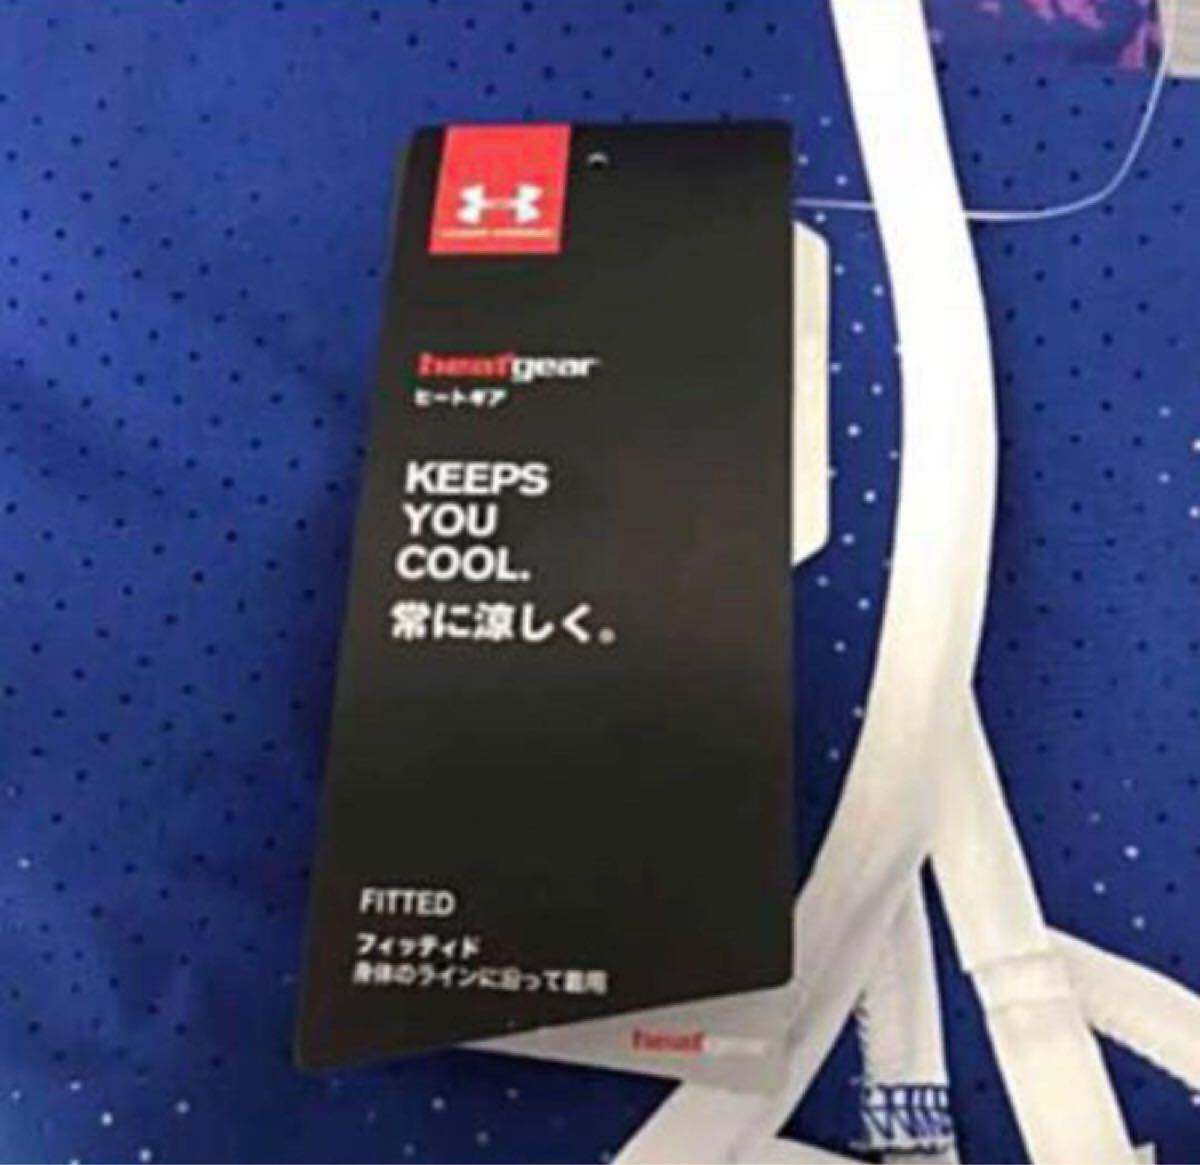 heatgear
ヒートギア
KEEPS
YOU
COOL.
常に涼しく。
FITTED
フィッティド
身体のラインに沿って着用
heatgear